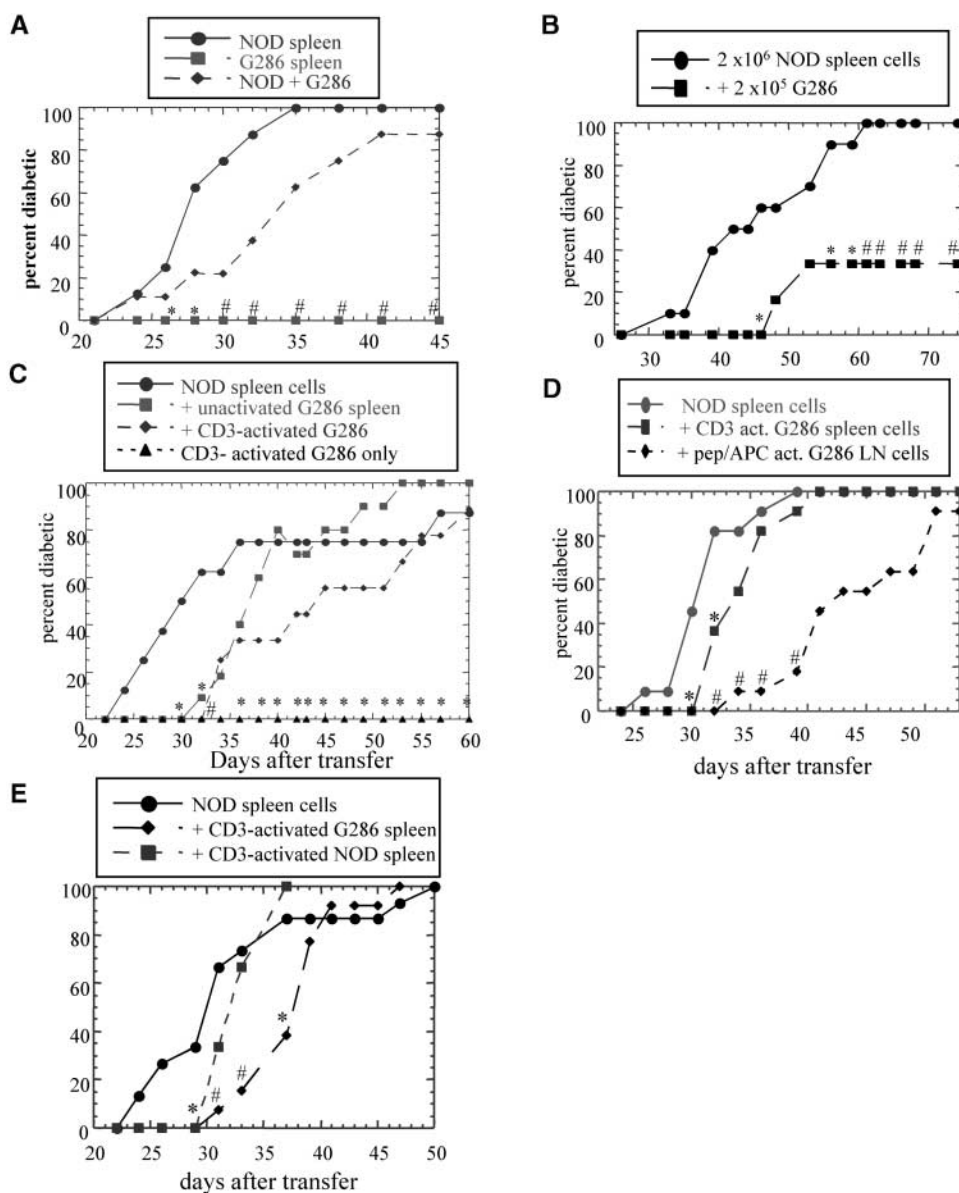 A
NOD spleen
G286 spleen
NOD + G286
percent diabetic
100
80
60
40
20
0
* * # # # # # #
20 25 30 35 40 45
B
2 x10⁶ NOD spleen cells
+ 2 x10⁵ G286
percent diabetic
100
80
60
40
20
0
* * * # # # # #
30 40 50 60 70
C
NOD spleen cells
+ unactivated G286 spleen
+ CD3-activated G286
CD3- activated G286 only
percent diabetic
100
80
60
40
20
0
* * # * * * * * * * * * * *
20 25 30 35 40 45 50 55 60
Days after transfer
D
NOD spleen cells
+ CD3 act. G286 spleen cells
+ pep/APC act. G286 LN cells
percent diabetic
100
80
60
40
20
0
* * # # # #
25 30 35 40 45 50
days after transfer
E
NOD spleen cells
+ CD3-activated G286 spleen
+ CD3-activated NOD spleen
percent diabetic
100
80
60
40
20
0
* # # *
20 25 30 35 40 45 50
days after transfer